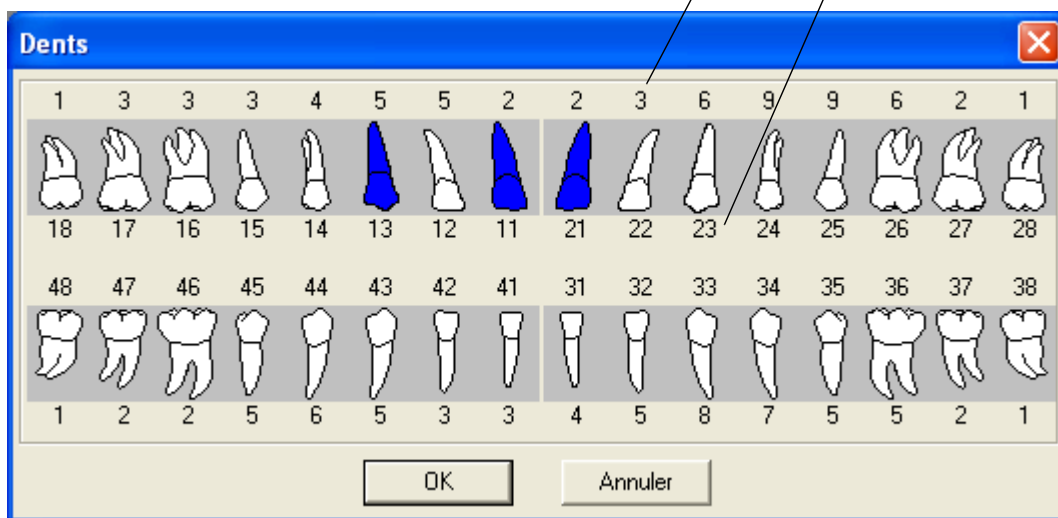 Dents
1 3 3 3 4 5 5 2 2 3 6 9 9 6 2 1
18 17 16 15 14 13 12 11 21 22 23 24 25 26 27 28
48 47 46 45 44 43 42 41 31 32 33 34 35 36 37 38
1 2 2 5 6 5 3 3 4 5 8 7 5 5 2 1
OK Annuler